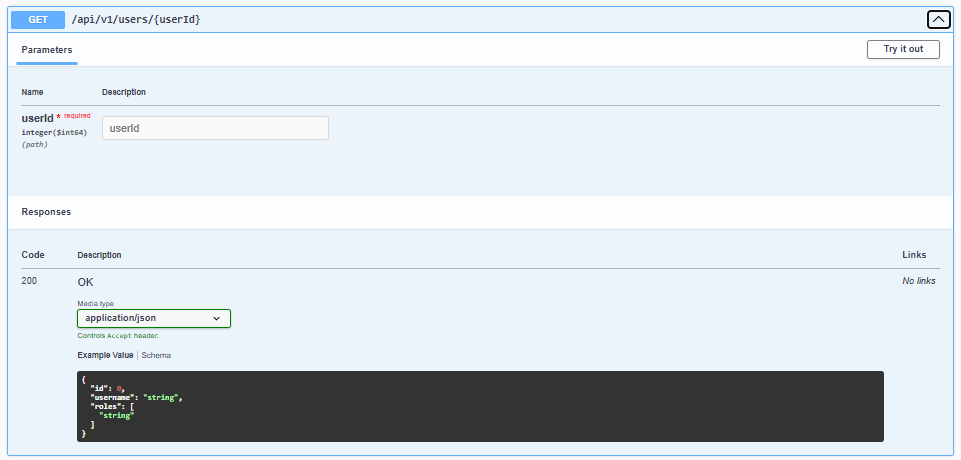 GET /api/v1/users/{userId}
Parameters
Try it out
Name Description
userId * required
integer($int64)
(path)
userId
Responses
Code Description Links
200 OK No links
Media type
application/json
Controls Accept header.
Example Value | Schema
{
  "id": 0,
  "username": "string",
  "roles": [
    "string"
  ]
}